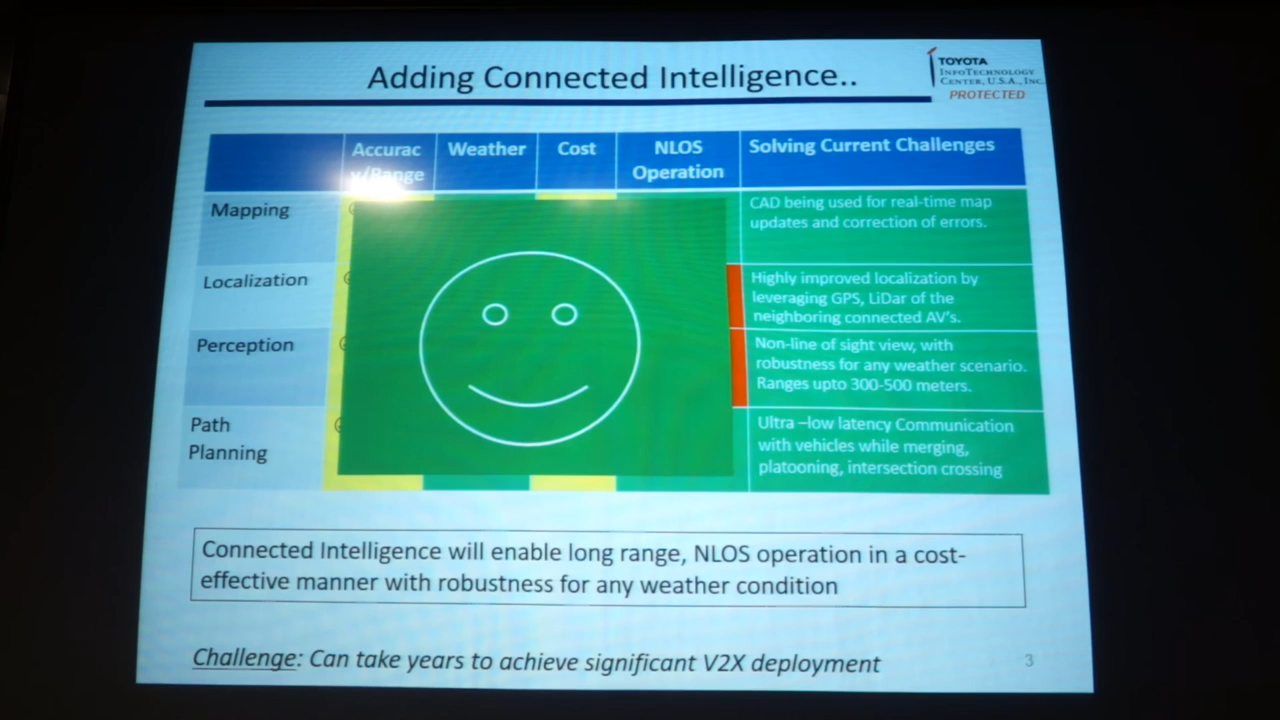 Adding Connected Intelligence..
TOYOTA
INFOTECHNOLOGY
CENTER, U.S.A., INC.
PROTECTED
Accurac
y/Range
Weather
Cost
NLOS
Operation
Solving Current Challenges
Mapping
CAD being used for real-time map
updates and correction of errors.
Localization
Highly improved localization by
leveraging GPS, LiDar of the
neighboring connected AV's.
Perception
Non-line of sight view, with
robustness for any weather scenario.
Ranges upto 300-500 meters.
Path
Planning
Ultra –low latency Communication
with vehicles while merging,
platooning, intersection crossing
Connected Intelligence will enable long range, NLOS operation in a cost-
effective manner with robustness for any weather condition
Challenge: Can take years to achieve significant V2X deployment
3